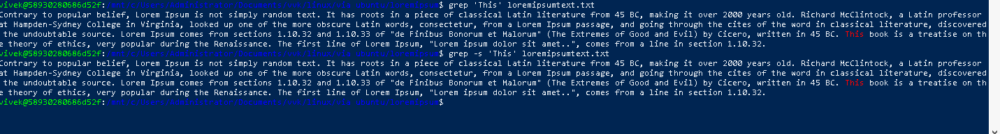 vivek@58930280686d52f: $ grep 'This' loremipsumtext.txt
Contrary to popular belief, Lorem Ipsum is not simply random text. It has roots in a piece of classical Latin literature from 45 BC, making it over 2000 years old. Richard McClintock, a Latin professor
at Hampden-Sydney College in Virginia, looked up one of the more obscure Latin words, consectetur, from a Lorem Ipsum passage, and going through the cites of the word in classical literature, discovered
the undoubtable source. Lorem Ipsum comes from sections 1.10.32 and 1.10.33 of "de Finibus Bonorum et Malorum" (The Extremes of Good and Evil) by Cicero, written in 45 BC. This book is a treatise on th
e theory of ethics, very popular during the Renaissance. The first line of Lorem Ipsum, "Lorem ipsum dolor sit amet..", comes from a line in section 1.10.32.
vivek@58930280686d52f: $ grep -s 'This' loremipsumtext.txt
Contrary to popular belief, Lorem Ipsum is not simply random text. It has roots in a piece of classical Latin literature from 45 BC, making it over 2000 years old. Richard McClintock, a Latin professor
at Hampden-Sydney College in Virginia, looked up one of the more obscure Latin words, consectetur, from a Lorem Ipsum passage, and going through the cites of the word in classical literature, discovered
the undoubtable source. Lorem Ipsum comes from sections 1.10.32 and 1.10.33 of "de Finibus Bonorum et Malorum" (The Extremes of Good and Evil) by Cicero, written in 45 BC. This book is a treatise on th
e theory of ethics, very popular during the Renaissance. The first line of Lorem Ipsum, "Lorem ipsum dolor sit amet..", comes from a line in section 1.10.32.
vivek@58930280686d52f: $